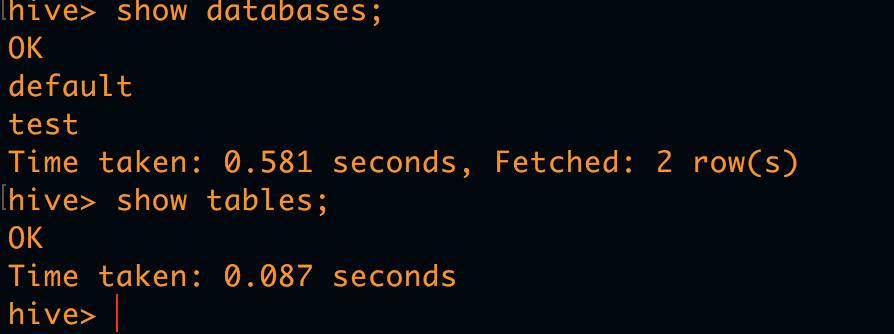 hive> show databases;
OK
default
test
Time taken: 0.581 seconds, Fetched: 2 row(s)
hive> show tables;
OK
Time taken: 0.087 seconds
hive>